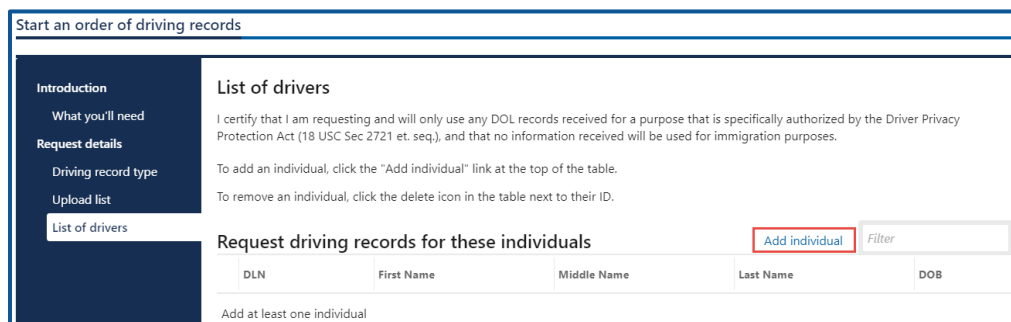 Start an order of driving records
Introduction
What you'll need
Request details
Driving record type
Upload list
List of drivers
List of drivers
I certify that I am requesting and will only use any DOL records received for a purpose that is specifically authorized by the Driver Privacy
Protection Act (18 USC Sec 2721 et. seq.), and that no information received will be used for immigration purposes.
To add an individual, click the "Add individual" link at the top of the table.
To remove an individual, click the delete icon in the table next to their ID.
Request driving records for these individuals Add individual Filter
DLN First Name Middle Name Last Name DOB
Add at least one individual